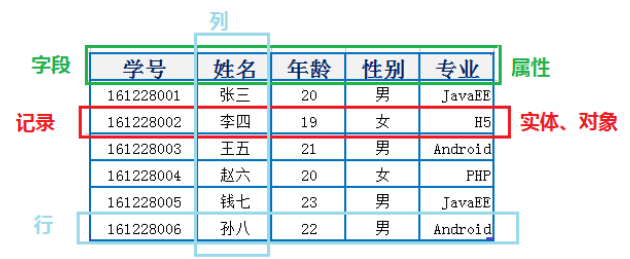 列
字段 学号 姓名 年龄 性别 专业 属性
161228001 张三 20 男 JavaEE
记录 161228002 李四 19 女 H5 实体、对象
161228003 王五 21 男 Android
161228004 赵六 20 女 PHP
161228005 钱七 23 男 JavaEE
行 161228006 孙八 22 男 Android